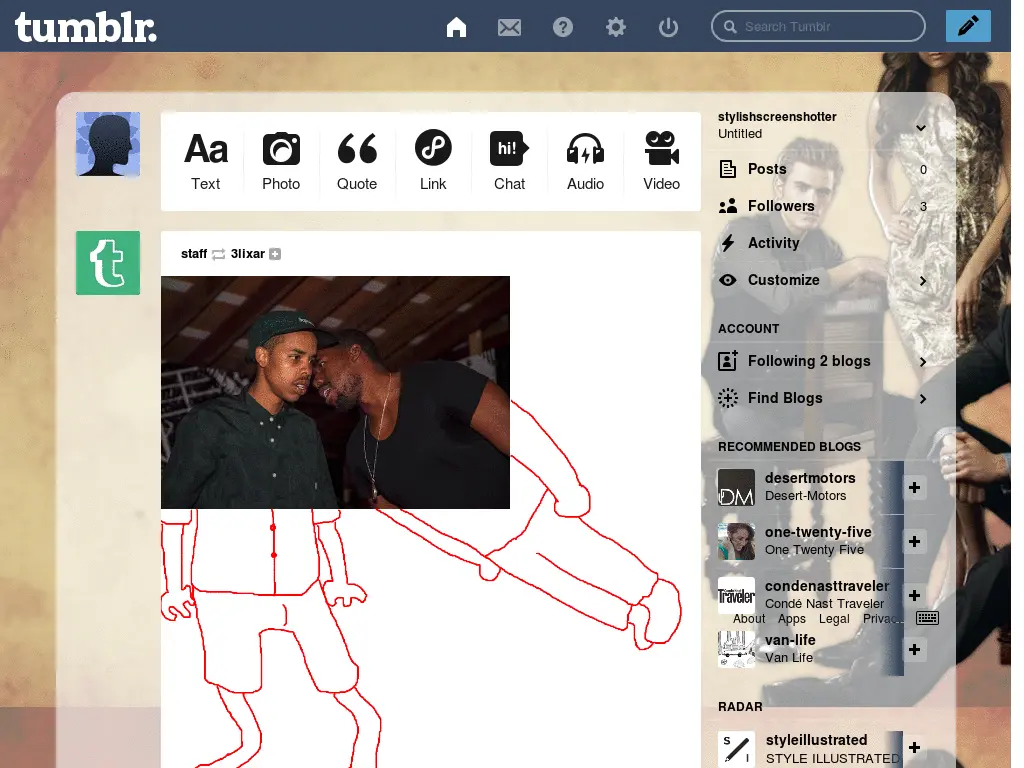 tumblr.
Search Tumblr
Aa
Text
Photo
Quote
Link
hi!
Chat
Audio
Video
t
staff 3lixar
stylishscreenshotter
Untitled
Posts 0
Followers 3
Activity
Customize
ACCOUNT
Following 2 blogs
Find Blogs
RECOMMENDED BLOGS
DM
desertmotors
Desert-Motors
one-twenty-five
One Twenty Five
Traveler
condenasttraveler
Condé Nast Traveler
About Apps Legal Privac
van-life
Van Life
RADAR
S
I
styleillustrated
STYLE ILLUSTRATED